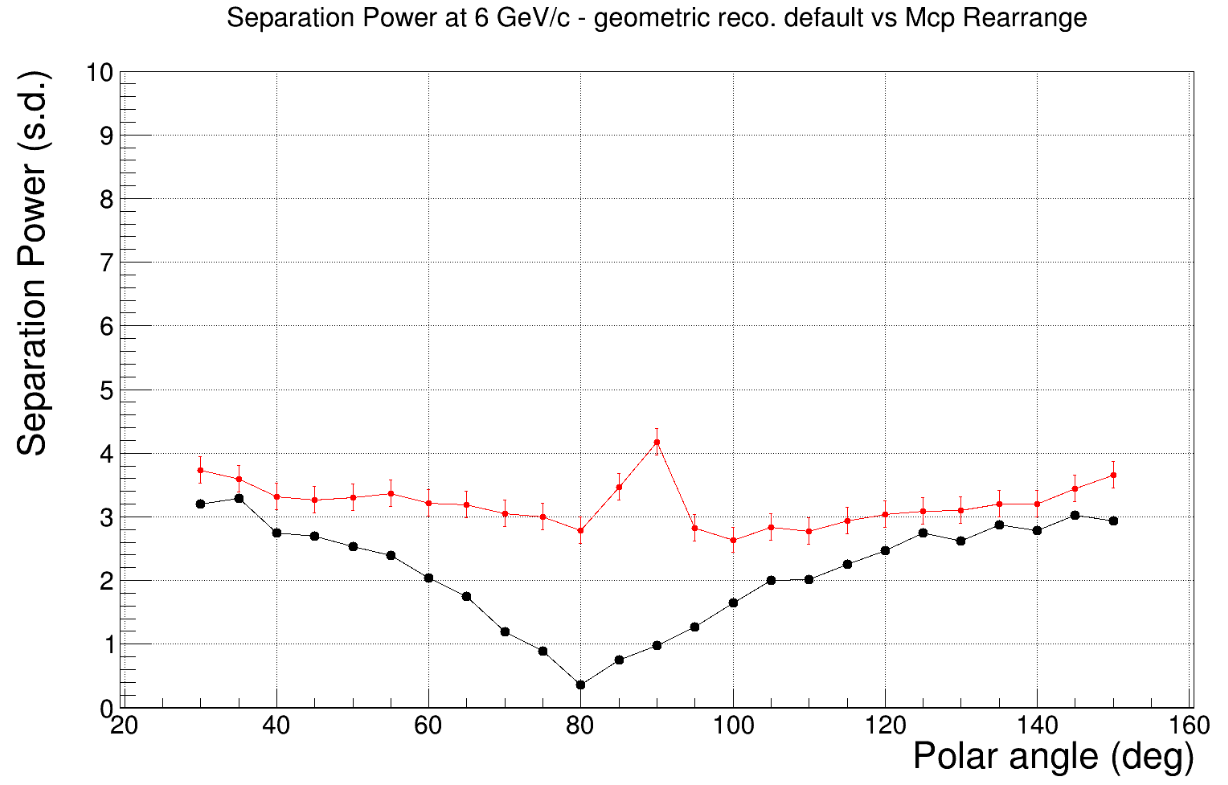 Separation Power at 6 GeV/c - geometric reco. default vs Mcp Rearrange
Separation Power (s.d.)
10
9
8
7
6
5
4
3
2
1
0
20 40 60 80 100 120 140 160
Polar angle (deg)